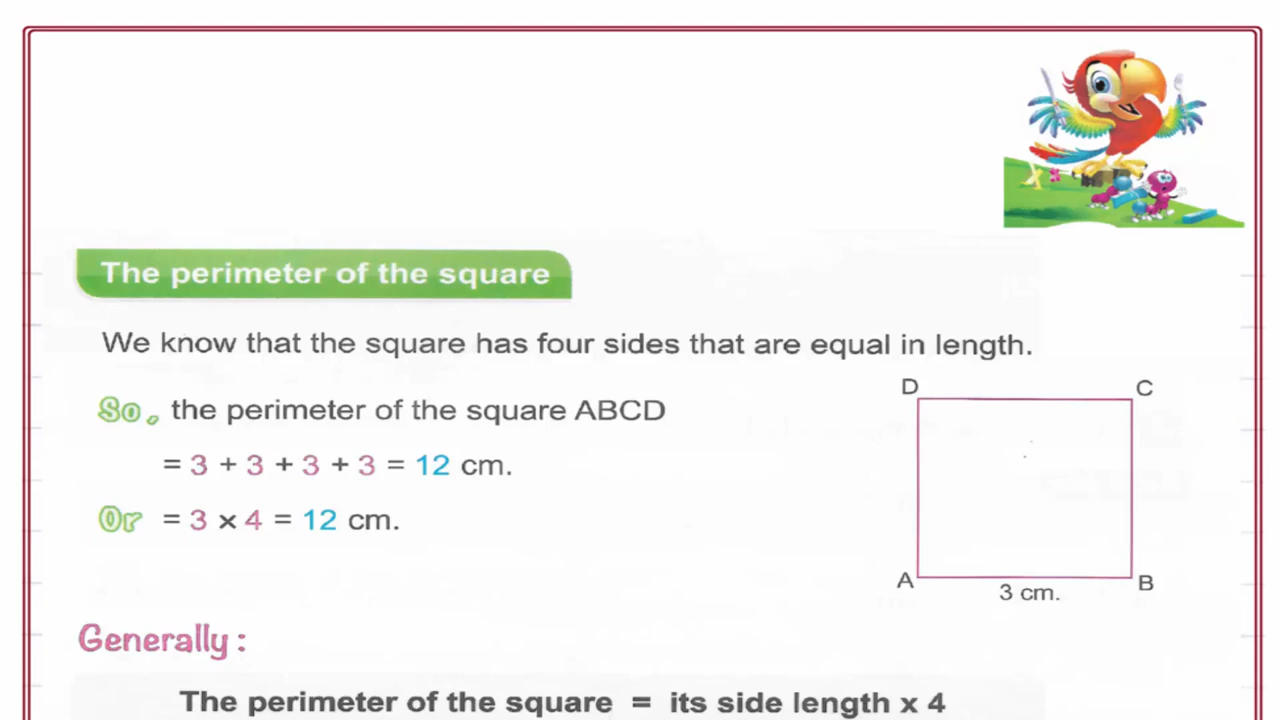 The perimeter of the square
We know that the square has four sides that are equal in length.
So, the perimeter of the square ABCD
= 3 + 3 + 3 + 3 = 12 cm.
Or = 3 x 4 = 12 cm.
D C
A B
3 cm.
Generally :
The perimeter of the square = its side length x 4